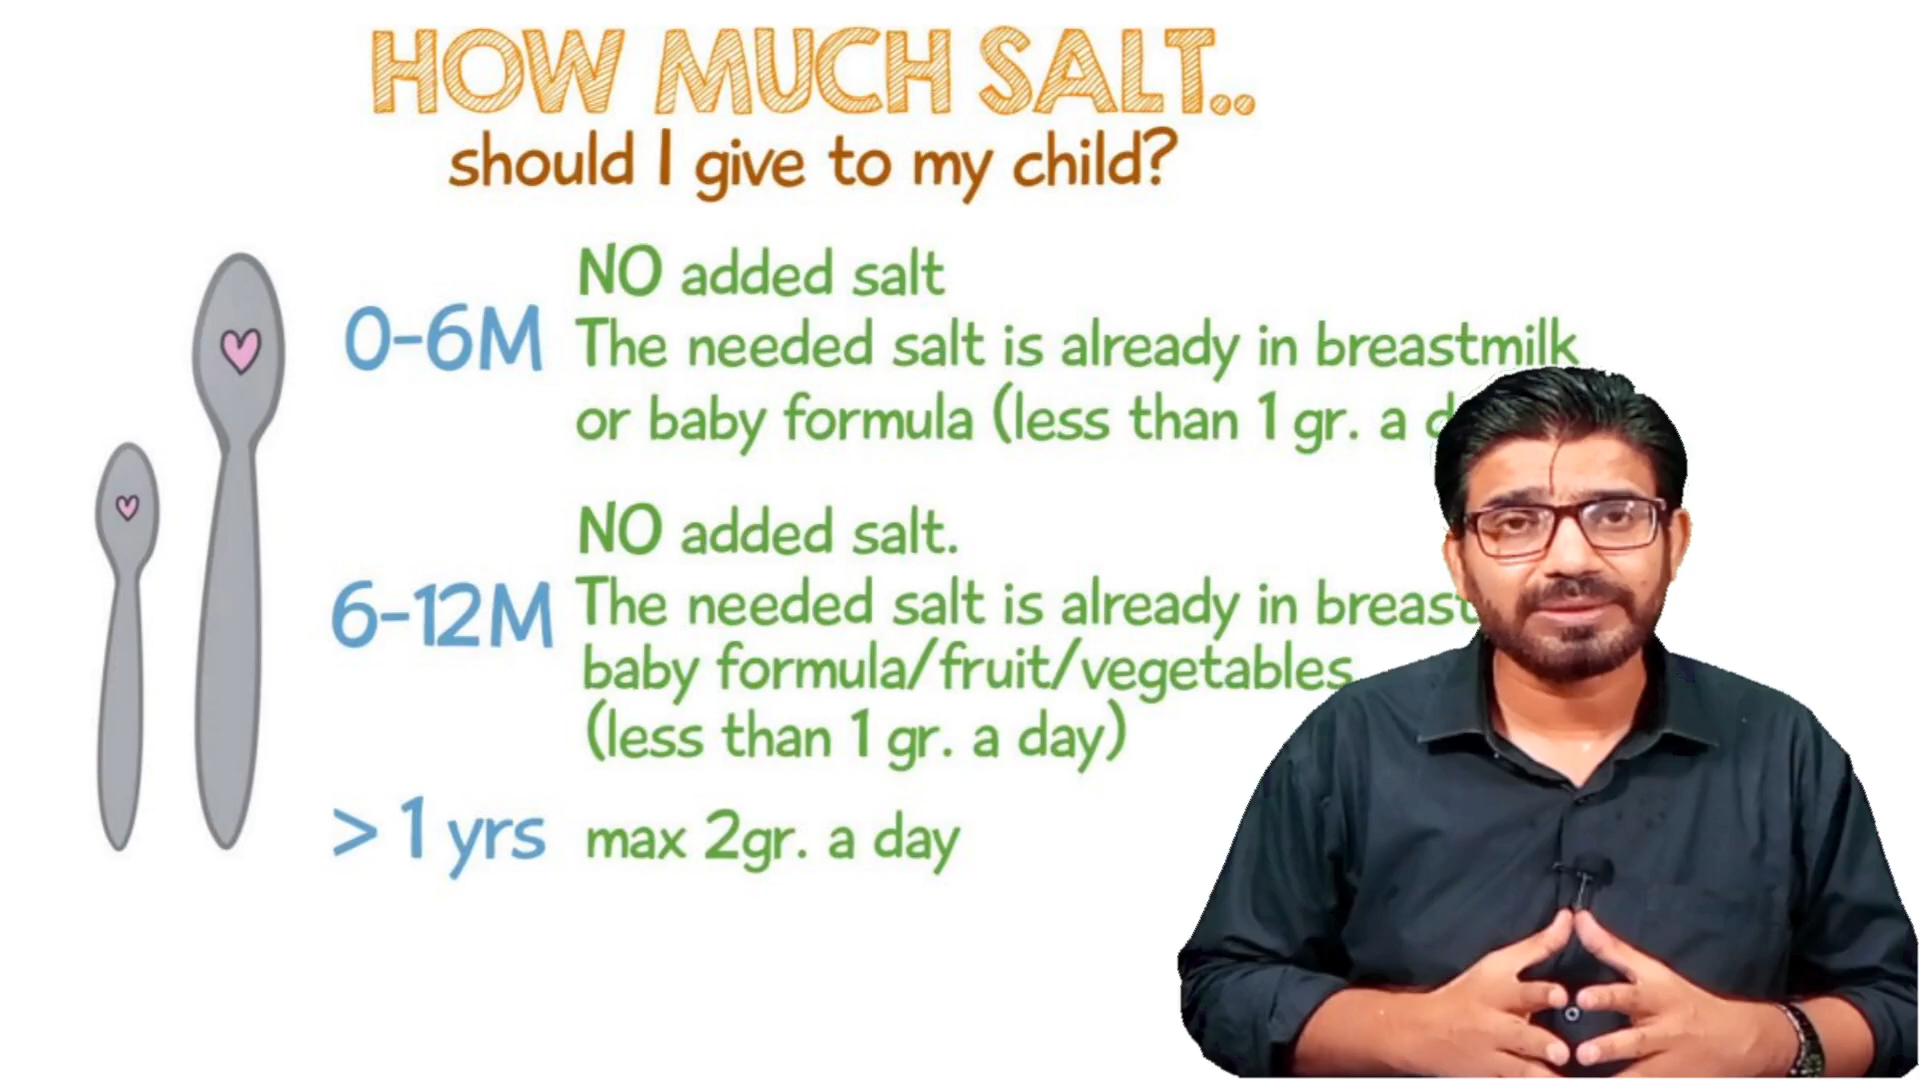 HOW MUCH SALT..
should I give to my child?
0-6M
NO added salt
The needed salt is already in breastmilk
or baby formula (less than 1 gr. a
6-12M
NO added salt.
The needed salt is already in
baby formula/fruit/vegetables
(less than 1 gr. a day)
> 1 yrs
max 2gr. a day